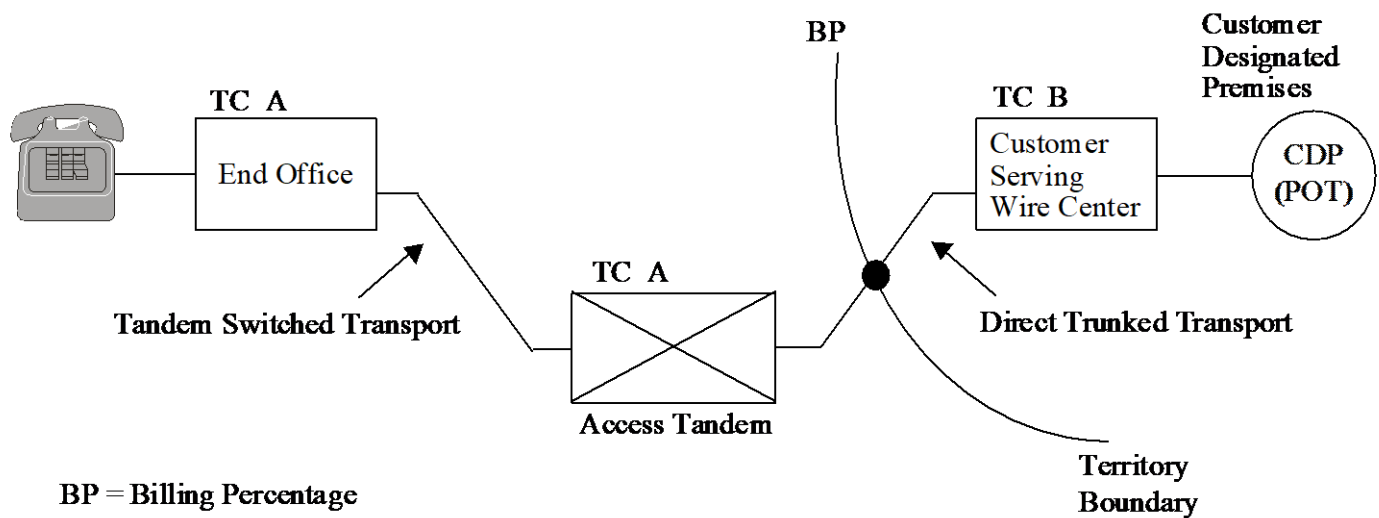 BP
Customer
Designated
Premises
TC A
TC B
End Office
Customer
Serving
Wire Center
CDP
(POT)
TC A
Tandem Switched Transport
Direct Trunked Transport
Access Tandem
Territory
Boundary
BP = Billing Percentage